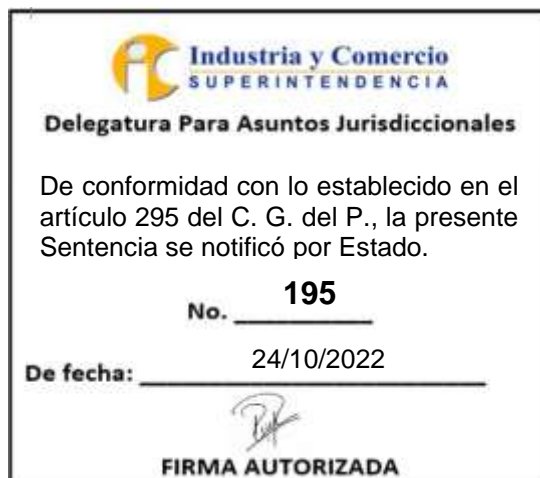 Industria y Comercio
SUPERINTENDENCIA
Delegatura Para Asuntos Jurisdiccionales
De conformidad con lo establecido en el
artículo 295 del C. G. del P., la presente
Sentencia se notificó por Estado.
No. 195
De fecha: 24/10/2022
FIRMA AUTORIZADA